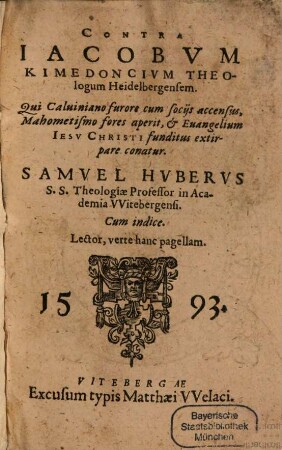 CONTRA
IACOBVM
KIMEDONCIVM THEO-
logum Heidelbergensem.
Qui Caluiniano furore cum socijs accensus,
Mahometismo fores aperit, & Euangelium
IESV CHRISTI funditus extir-
pare conatur.
SAMVEL HVBERVS
S. S. Theologiæ Professor in Aca-
demia VVitebergensi.
Cum indice.
Lector, verte hanc pagellam.
15 93.
VITEBERGAE
Excusum typis Matthæi VVelaci.
Bayerische
Staatsbibliothek
München